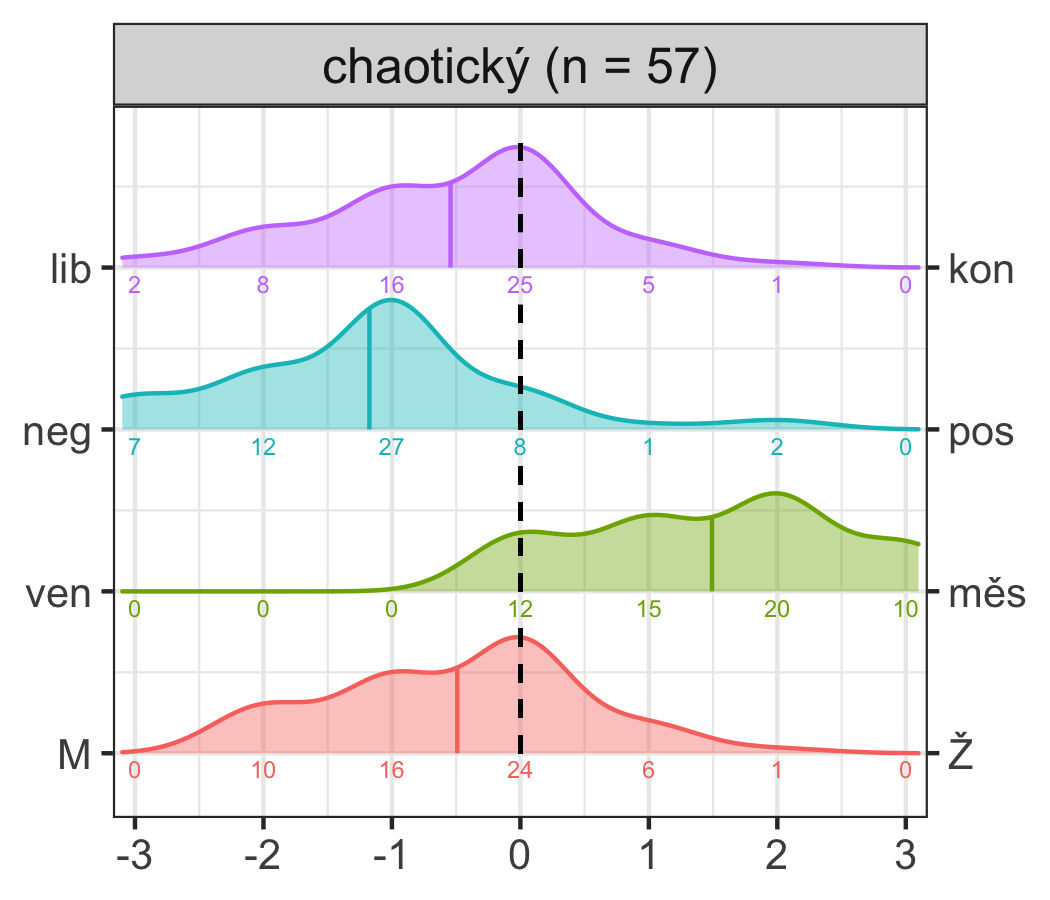 chaotický (n = 57)
lib kon
2 8 16 25 5 1 0
neg pos
7 12 27 8 1 2 0
ven měs
0 0 0 12 15 20 10
M Ž
0 10 16 24 6 1 0
-3 -2 -1 0 1 2 3